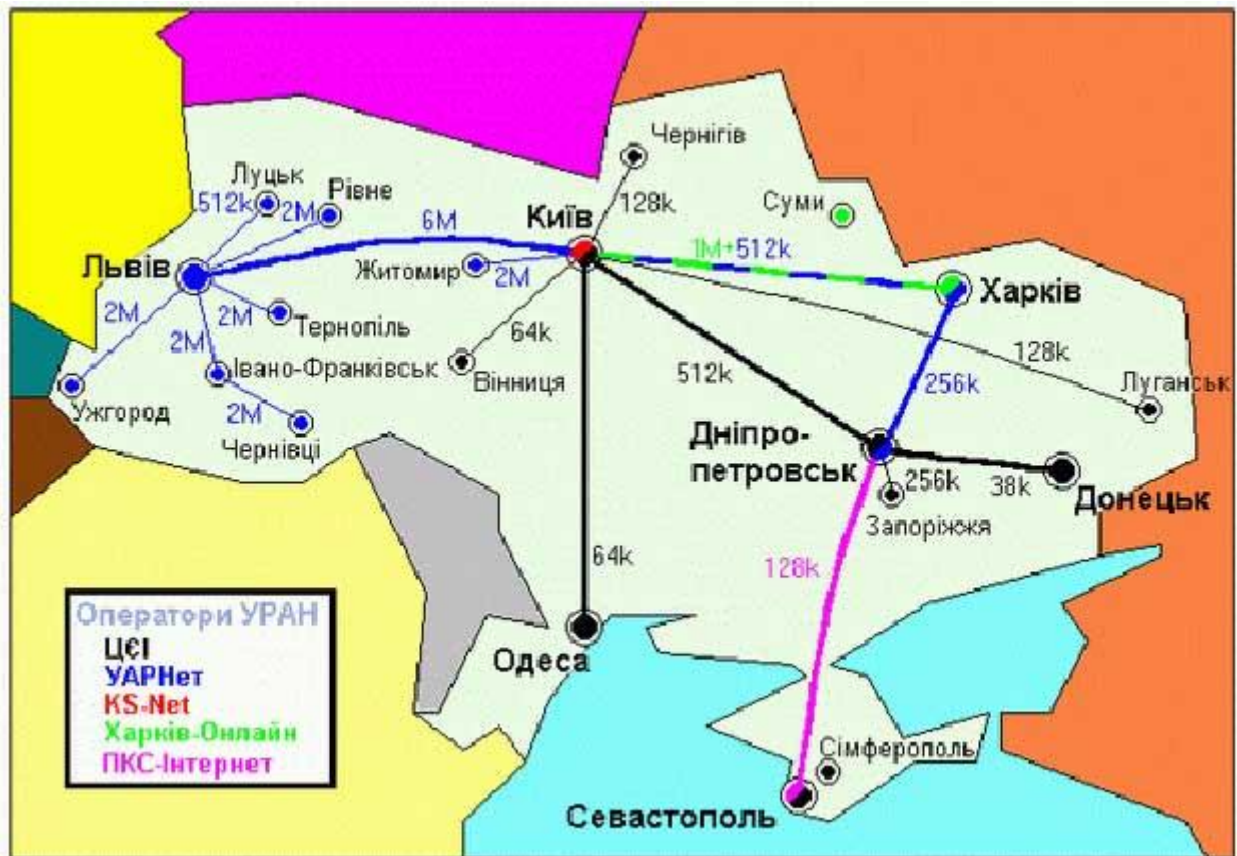 Чернігів
Луцьк
Рівне
Суми
512k
2M
128k
Київ
6M
1M+512k
Львів
Житомир
2M
Харків
2M
2M
Тернопіль
64k
128k
2M
Івано-Франківськ
Вінниця
512k
256k
Луганськ
Ужгород
2M
Чернівці
Дніпро-
петровськ
256k
38k
Донецьк
Запоріжжя
64k
128k
Оператори УРАН
ЦЄІ
УАРНет
KS-Net
Харків-Онлайн
ПКС-Інтернет
Одеса
Сімферополь
Севастополь